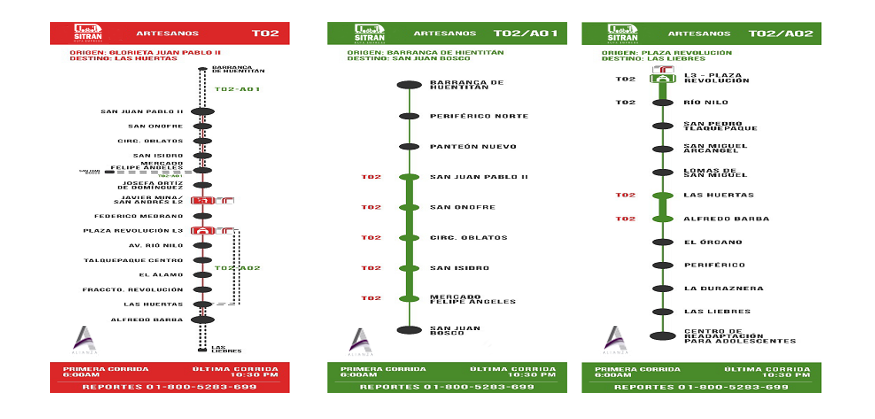 SITRAN
ARTESANOS
T02
ORIGEN: GLORIETA JUAN PABLO II
DESTINO: LAS HUERTAS
BARRANCA
DE HUENTITÁN
T02-A01
SAN JUAN PABLO II
SAN ONOFRE
CIRC. OBLATOS
SAN ISIDRO
MERCADO
FELIPE ÁNGELES
SAN JUAN
BOSCO
T02-A01
JOSEFA ORTIZ
DE DOMÍNGUEZ
JAVIER MINA/
SAN ANDRÉS L2
FEDERICO MEDRANO
PLAZA REVOLUCIÓN L3
AV. RÍO NILO
TALQUEPAQUE CENTRO
T02-A02
EL ÁLAMO
FRACCTO. REVOLUCIÓN
LAS HUERTAS
ALFREDO BARBA
LAS
LIEBRES
ALIANZA
PRIMERA CORRIDA
6:00AM
ÚLTIMA CORRIDA
10:30 PM
REPORTES 01-800-5283-699
SITRAN
ARTESANOS
T02/A01
ORIGEN: BARRANCA DE HIENTITÁN
DESTINO: SAN JUAN BOSCO
BARRANCA DE
HUENTITÁN
PERIFÉRICO NORTE
PANTEÓN NUEVO
T02 SAN JUAN PABLO II
T02 SAN ONOFRE
T02 CIRC. OBLATOS
T02 SAN ISIDRO
T02 MERCADO
FELIPE ÁNGELES
SAN JUAN
BOSCO
ALIANZA
PRIMERA CORRIDA
6:00AM
ÚLTIMA CORRIDA
10:30 PM
REPORTES 01-800-5283-699
SITRAN
ARTESANOS
T02/A02
ORIGEN: PLAZA REVOLUCIÓN
DESTINO: LAS LIEBRES
T02 L3 - PLAZA
REVOLUCIÓN
T02 RÍO NILO
SAN PEDRO
TLAQUEPAQUE
SAN MIGUEL
ARCÁNGEL
LOMAS DE
SAN MIGUEL
T02 LAS HUERTAS
T02 ALFREDO BARBA
EL ÓRGANO
PERIFÉRICO
LA DURAZNERA
LAS LIEBRES
CENTRO DE
READAPTACIÓN
PARA ADOLESCENTES
ALIANZA
PRIMERA CORRIDA
6:00AM
ÚLTIMA CORRIDA
10:30 PM
REPORTES 01-800-5283-699